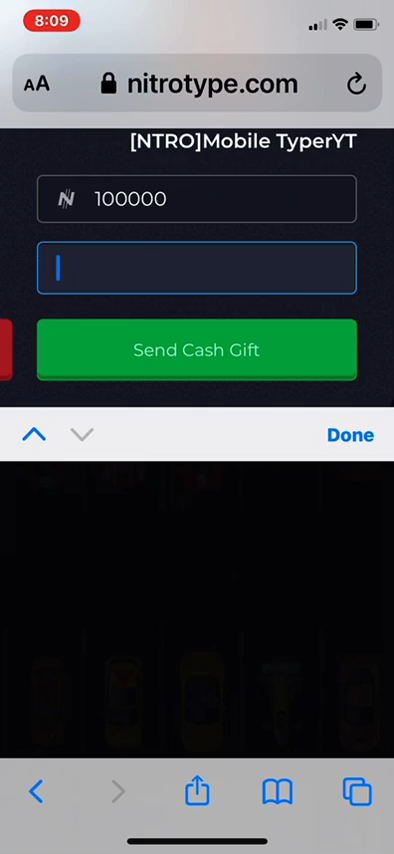 8:09
AA nitrotype.com
[NTRO]Mobile TyperYT
100000
Send Cash Gift
Done